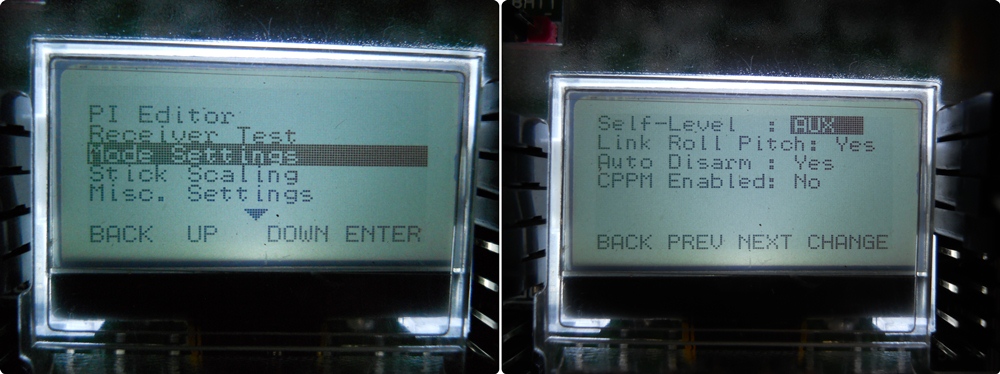 PI Editor
Receiver Test
Mode Settings
Stick Scaling
Misc. Settings
BACK UP DOWN ENTER
BATT
Self-Level : AUX
Link Roll Pitch: Yes
Auto Disarm : Yes
CPPM Enabled: No
BACK PREV NEXT CHANGE